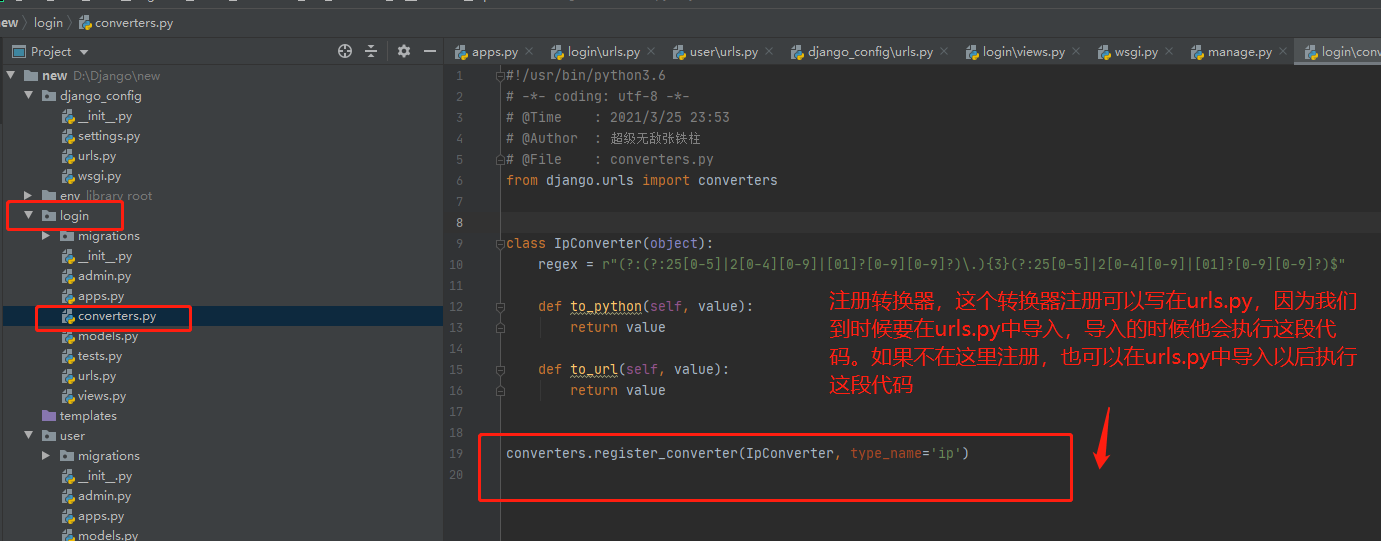 new
login
converters.py
Project
apps.py
login\urls.py
user\urls.py
django_config\urls.py
login\views.py
wsgi.py
manage.py
new D:\Django\new
django_config
__init__.py
settings.py
urls.py
wsgi.py
env library root
login
migrations
__init__.py
admin.py
apps.py
converters.py
models.py
tests.py
urls.py
views.py
templates
user
migrations
__init__.py
admin.py
apps.py
models.py
1 #!/usr/bin/python3.6
2 # -*- coding: utf-8 -*-
3 # @Time    : 2021/3/25 23:53
4 # @Author  : 超级无敌张铁柱
5 # @File    : converters.py
6 from django.urls import converters
7
8
9 class IpConverter(object):
10     regex = r"(?:(?:25[0-5]|2[0-4][0-9]|[01]?[0-9][0-9]?)\.){3}(?:25[0-5]|2[0-4][0-9]|[01]?[0-9][0-9]?)$"
11
12     def to_python(self, value):
13         return value
14
15     def to_url(self, value):
16         return value
17
18
19 converters.register_converter(IpConverter, type_name='ip')
20
注册转换器，这个转换器注册可以写在urls.py，因为我们
到时候要在urls.py中导入，导入的时候他会执行这段代
码。如果不在这里注册，也可以在urls.py中导入以后执行
这段代码